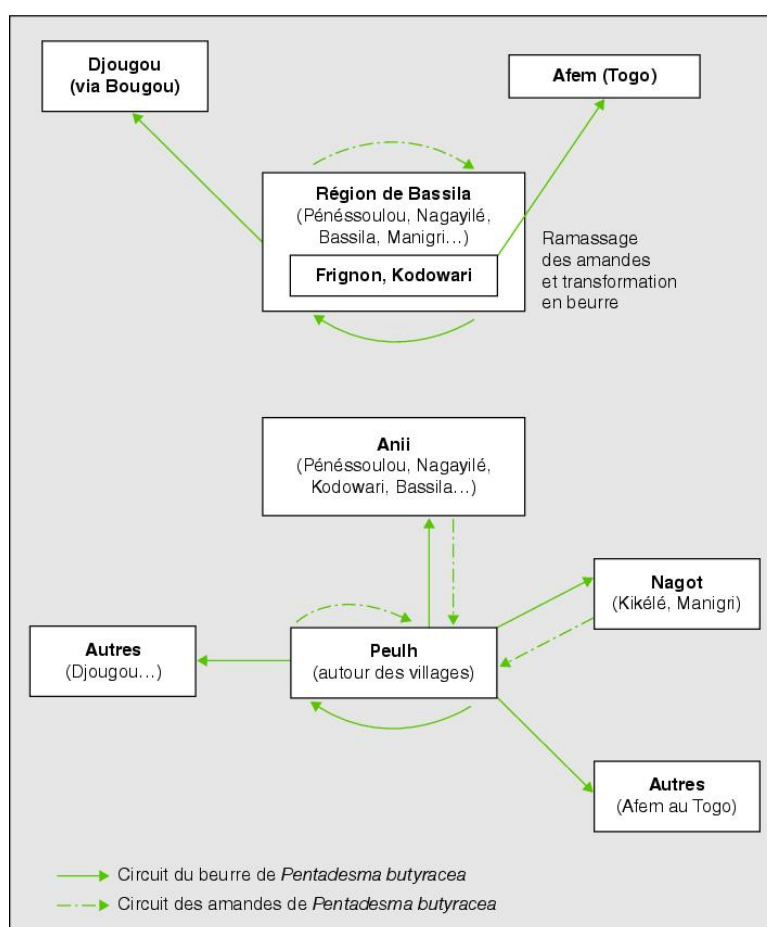 Djougou
(via Bougou)
Afem (Togo)
Région de Bassila
(Pénéssoulou, Nagayilé,
Bassila, Manigri...)
Frignon, Kodowari
Ramassage
des amandes
et transformation
en beurre
Anii
(Pénéssoulou, Nagayilé,
Kodowari, Bassila...)
Nagot
(Kikélé, Manigri)
Autres
(Djougou...)
Peulh
(autour des villages)
Autres
(Afem au Togo)
Circuit du beurre de Pentadesma butyracea
Circuit des amandes de Pentadesma butyracea